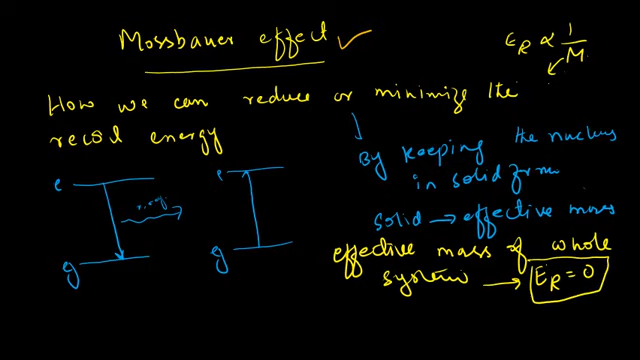 Mossbauer effect
E_R ∝ 1/M
How we can reduce or minimize the
recoil energy
By keeping the nucleus
in solid form
solid → effective mass
effective mass of whole
system → E_R = 0
e
g
e
g